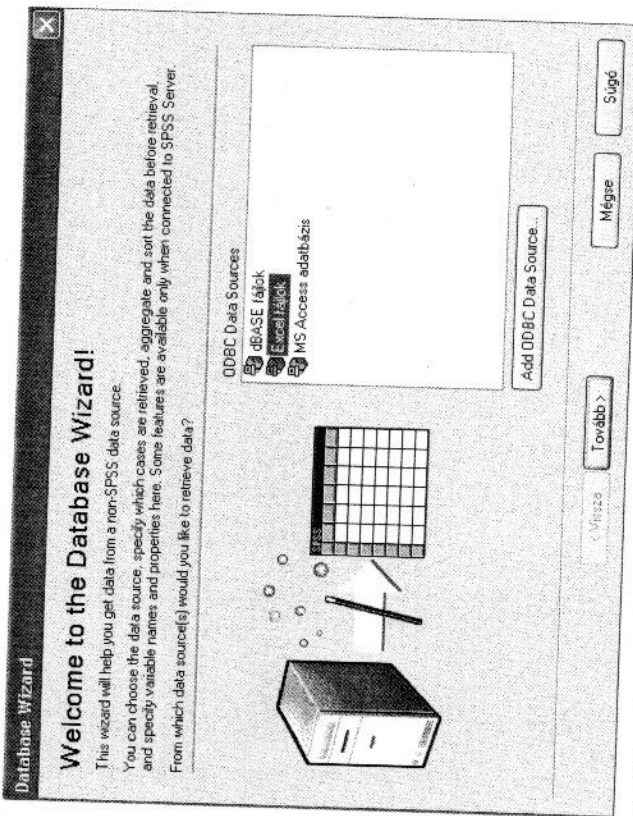 Database Wizard
Welcome to the Database Wizard!
This wizard will help you get data from a non-SPSS data source.
You can choose the data source, specify which cases are retrieved, aggregate and sort the data before retrieval,
and specify variable names and properties here. Some features are available only when connected to SPSS Server.
From which data source(s) would you like to retrieve data?
SPSS
ODBC Data Sources
dBASE fájlok
Excel fájlok
MS Access adatbázis
Add ODBC Data Source...
< Vissza
Tovább >
Mégse
Súgó